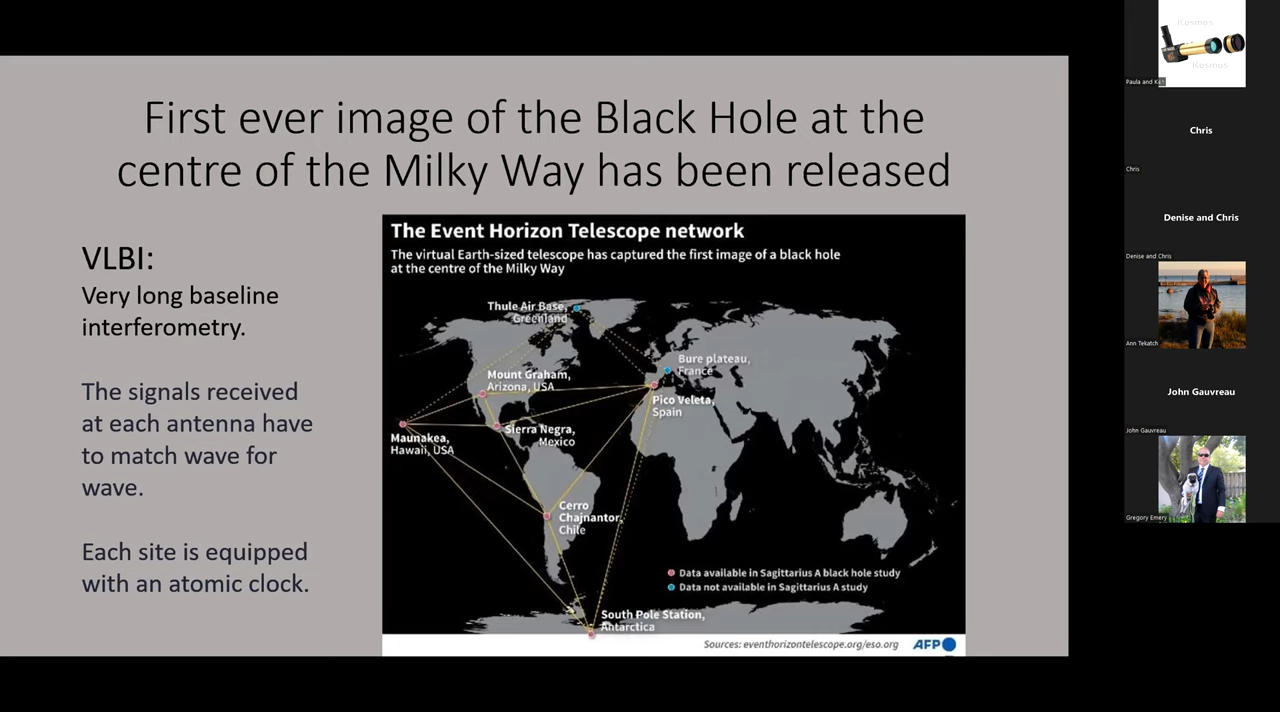 First ever image of the Black Hole at the
centre of the Milky Way has been released
VLBI:
Very long baseline
interferometry.
The signals received
at each antenna have
to match wave for
wave.
Each site is equipped
with an atomic clock.
The Event Horizon Telescope network
The virtual Earth-sized telescope has captured the first image of a black hole
at the centre of the Milky Way
Thule Air Base,
Greenland
Bure plateau,
France
Mount Graham,
Arizona, USA
Pico Veleta,
Spain
Sierra Negra,
Mexico
Maunakea,
Hawaii, USA
Cerro
Chajnantor,
Chile
Data available in Sagittarius A black hole study
Data not available in Sagittarius A study
South Pole Station,
Antarctica
Sources: eventhorizontelescope.org/eso.org
AFP
Kosmos
Kosmos
Paula and
Chris
Chris
Denise and Chris
Denise and Chris
Ann Tekatch
John Gauvreau
John Gauvreau
Gregory Emery